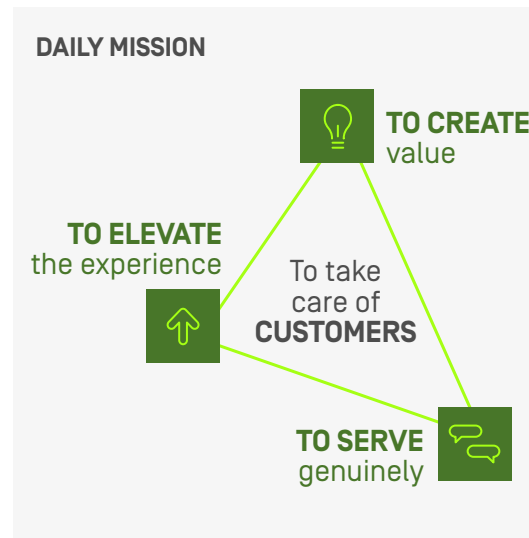 DAILY MISSION
TO CREATE
value
TO ELEVATE
the experience
To take
care of
CUSTOMERS
TO SERVE
genuinely